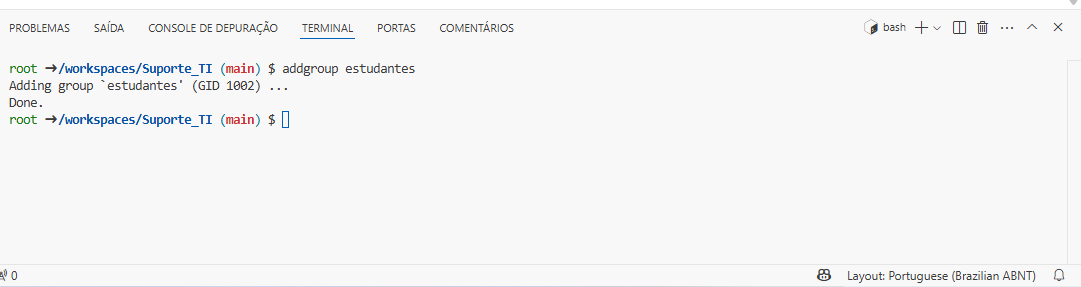 PROBLEMAS SAÍDA CONSOLE DE DEPURAÇÃO TERMINAL PORTAS COMENTÁRIOS bash
root ➜/workspaces/Suporte_TI (main) $ addgroup estudantes
Adding group `estudantes' (GID 1002) ...
Done.
root ➜/workspaces/Suporte_TI (main) $
0 Layout: Portuguese (Brazilian ABNT)